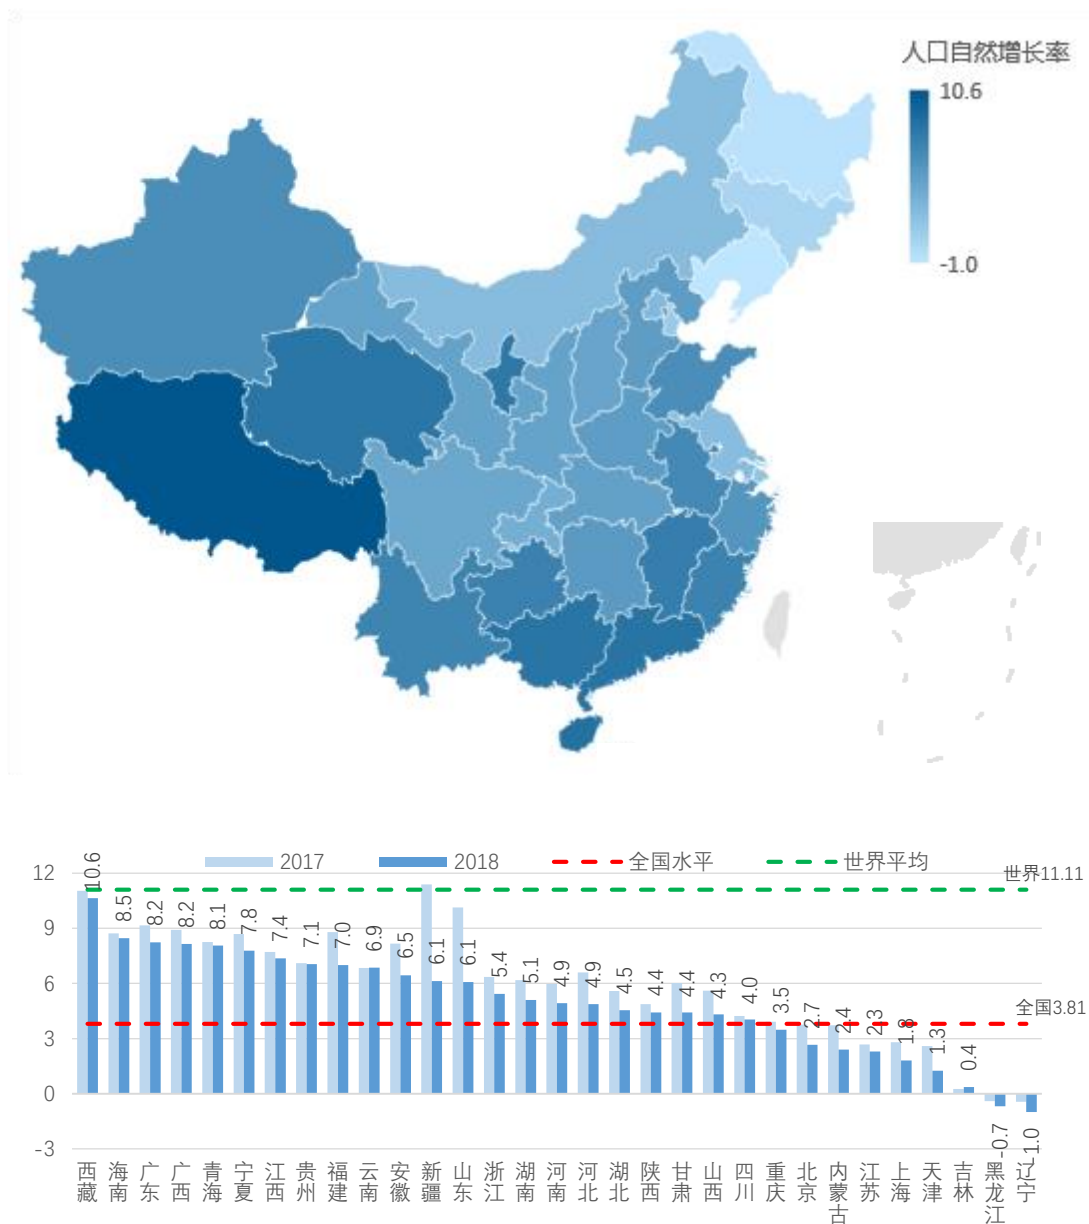 人口自然增长率
10.6
-1.0
2017
2018
全国水平
世界平均
世界11.11
全国3.81
12
9
6
3
0
-3
10.6
8.5
8.2
8.2
8.1
7.8
7.4
7.1
7.0
6.9
6.5
6.1
6.1
5.4
5.1
4.9
4.9
4.5
4.4
4.4
4.3
4.0
3.5
2.7
2.4
2.3
1.8
1.3
0.4
-0.7
-1.0
西藏
海南
广东
广西
青海
宁夏
江西
贵州
福建
云南
安徽
新疆
山东
浙江
湖南
河南
河北
湖北
陕西
甘肃
山西
四川
重庆
北京
内蒙古
江苏
上海
天津
吉林
黑龙江
辽宁